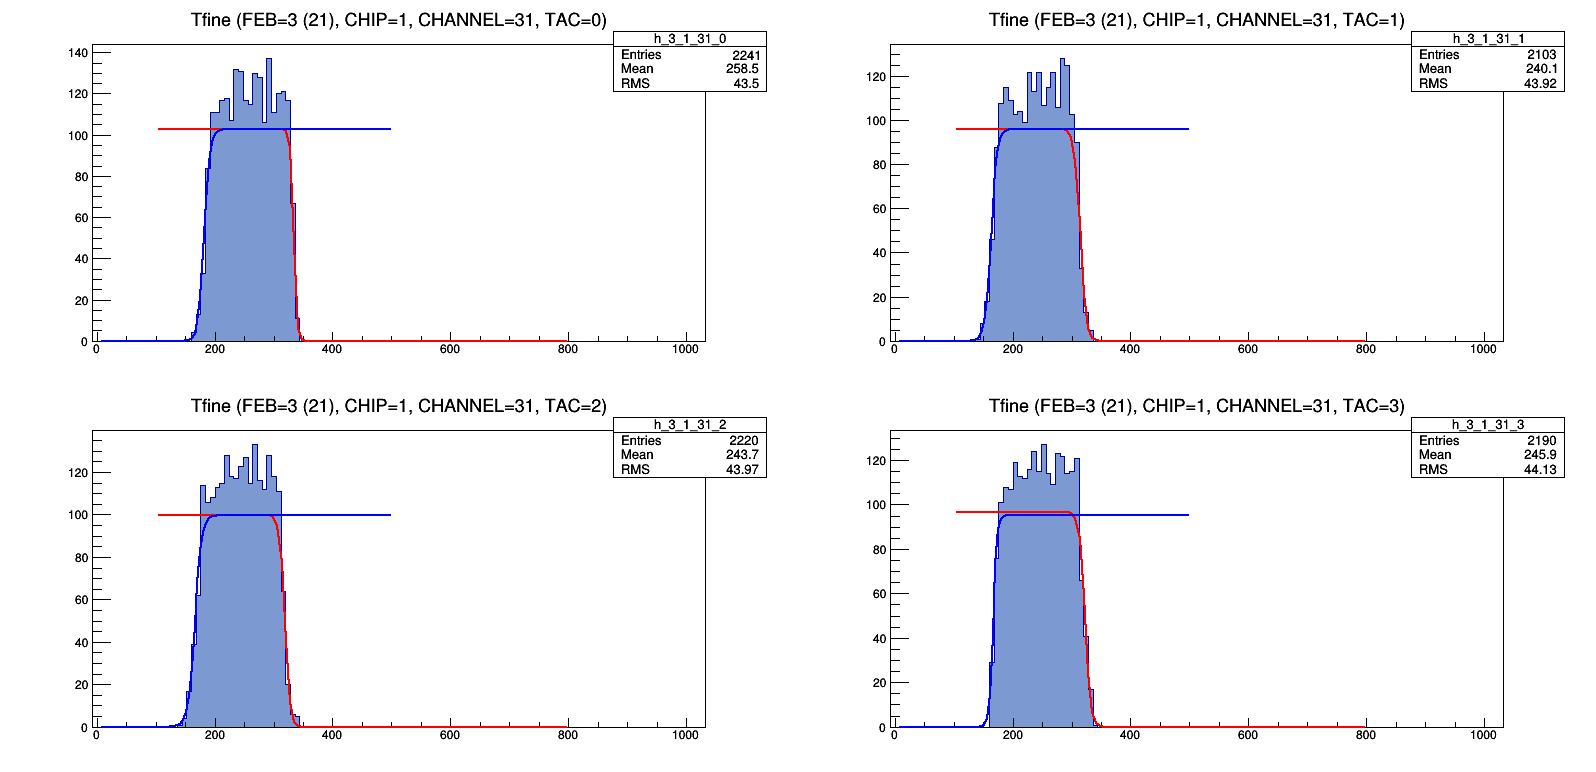 Tfine (FEB=3 (21), CHIP=1, CHANNEL=31, TAC=0)
h_3_1_31_0
Entries 2241
Mean 258.5
RMS 43.5
140
120
100
80
60
40
20
0
0 200 400 600 800 1000
Tfine (FEB=3 (21), CHIP=1, CHANNEL=31, TAC=1)
h_3_1_31_1
Entries 2103
Mean 240.1
RMS 43.92
120
100
80
60
40
20
0
0 200 400 600 800 1000
Tfine (FEB=3 (21), CHIP=1, CHANNEL=31, TAC=2)
h_3_1_31_2
Entries 2220
Mean 243.7
RMS 43.97
120
100
80
60
40
20
0
0 200 400 600 800 1000
Tfine (FEB=3 (21), CHIP=1, CHANNEL=31, TAC=3)
h_3_1_31_3
Entries 2190
Mean 245.9
RMS 44.13
120
100
80
60
40
20
0
0 200 400 600 800 1000